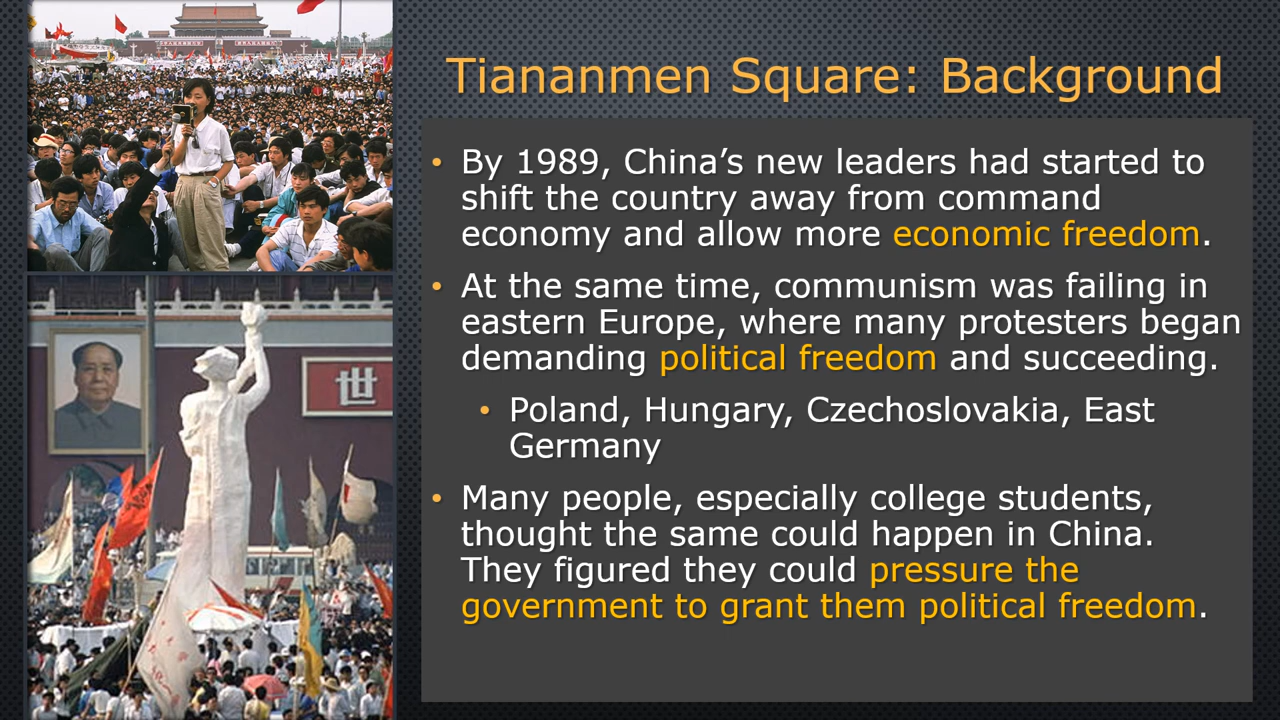 Tiananmen Square: Background
• By 1989, China’s new leaders had started to
shift the country away from command
economy and allow more economic freedom.
• At the same time, communism was failing in
eastern Europe, where many protesters began
demanding political freedom and succeeding.
• Poland, Hungary, Czechoslovakia, East
Germany
• Many people, especially college students,
thought the same could happen in China.
They figured they could pressure the
government to grant them political freedom.
世